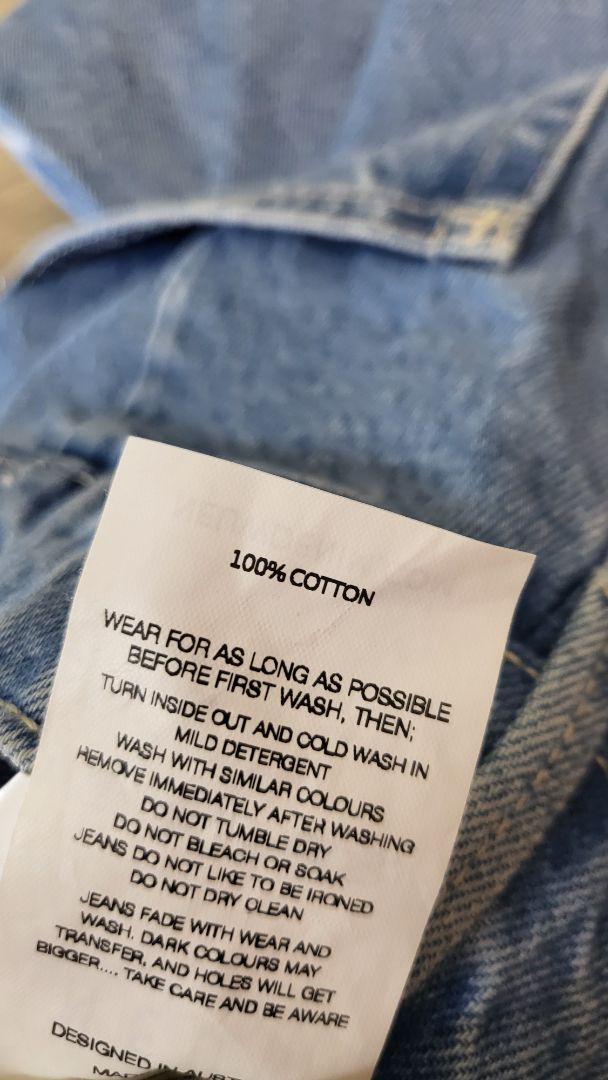 100% COTTON
WEAR FOR AS LONG AS POSSIBLE
BEFORE FIRST WASH, THEN;
TURN INSIDE OUT AND COLD WASH IN
MILD DETERGENT
WASH WITH SIMILAR COLOURS
REMOVE IMMEDIATELY AFTER WASHING
DO NOT TUMBLE DRY
DO NOT BLEACH OR SOAK
JEANS DO NOT LIKE TO BE IRONED
DO NOT DRY CLEAN
JEANS FADE WITH WEAR AND
WASH. DARK COLOURS MAY
TRANSFER, AND HOLES WILL GET
BIGGER.... TAKE CARE AND BE AWARE
DESIGNED IN